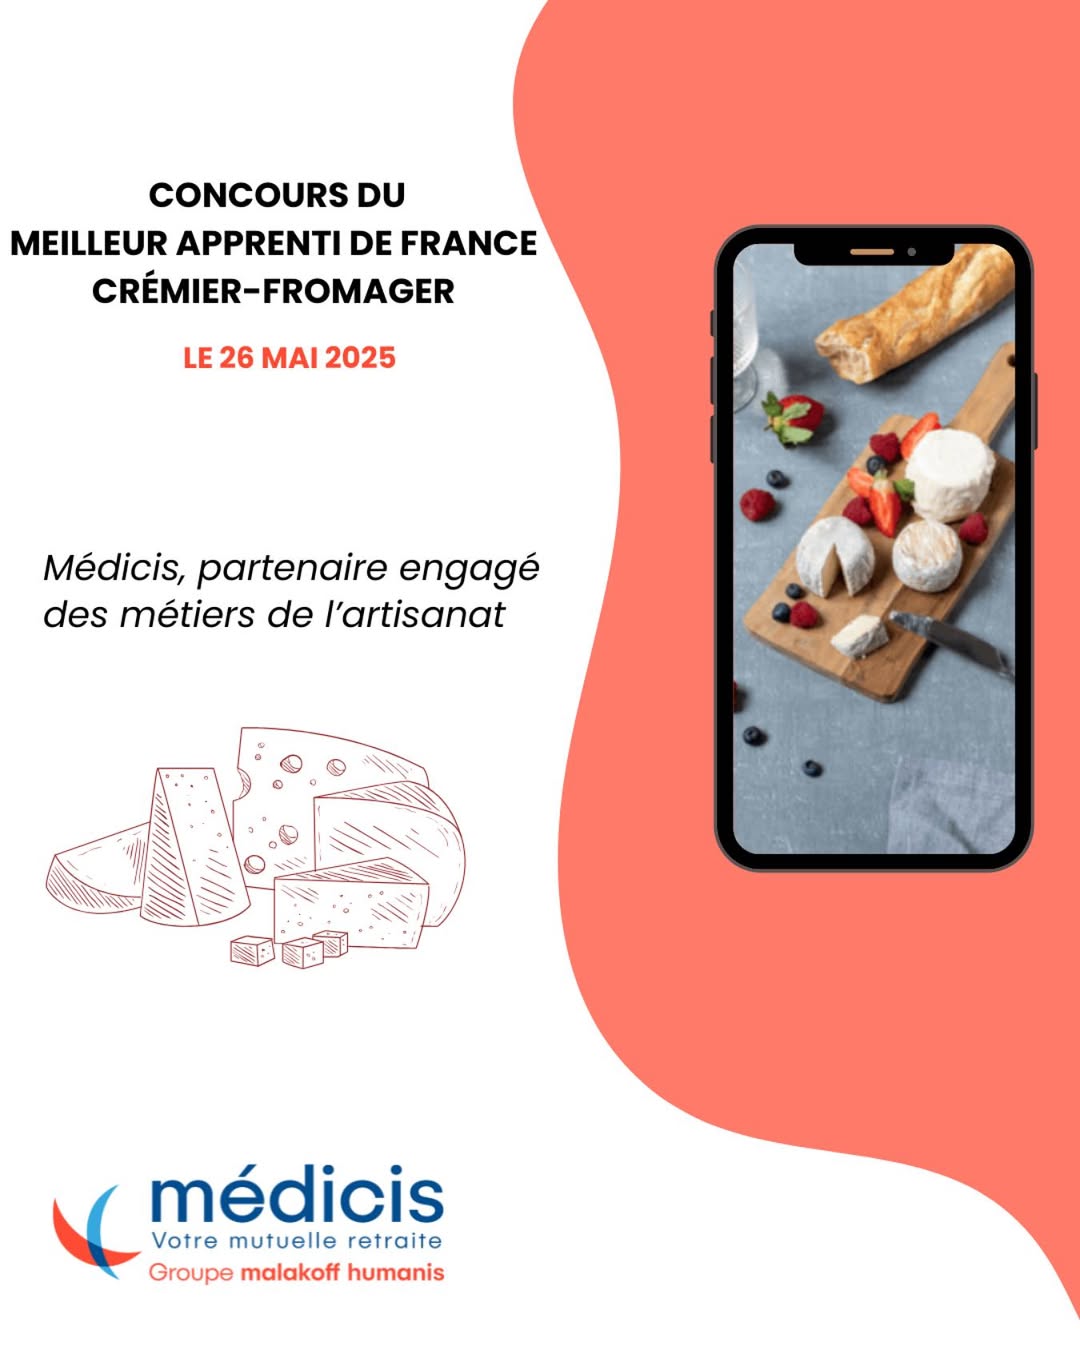 CONCOURS DU
MEILLEUR APPRENTI DE FRANCE
CRÉMIER-FROMAGER
LE 26 MAI 2025
Médicis, partenaire engagé
des métiers de l’artisanat
médicis
Votre mutuelle retraite
Groupe malakoff humanis